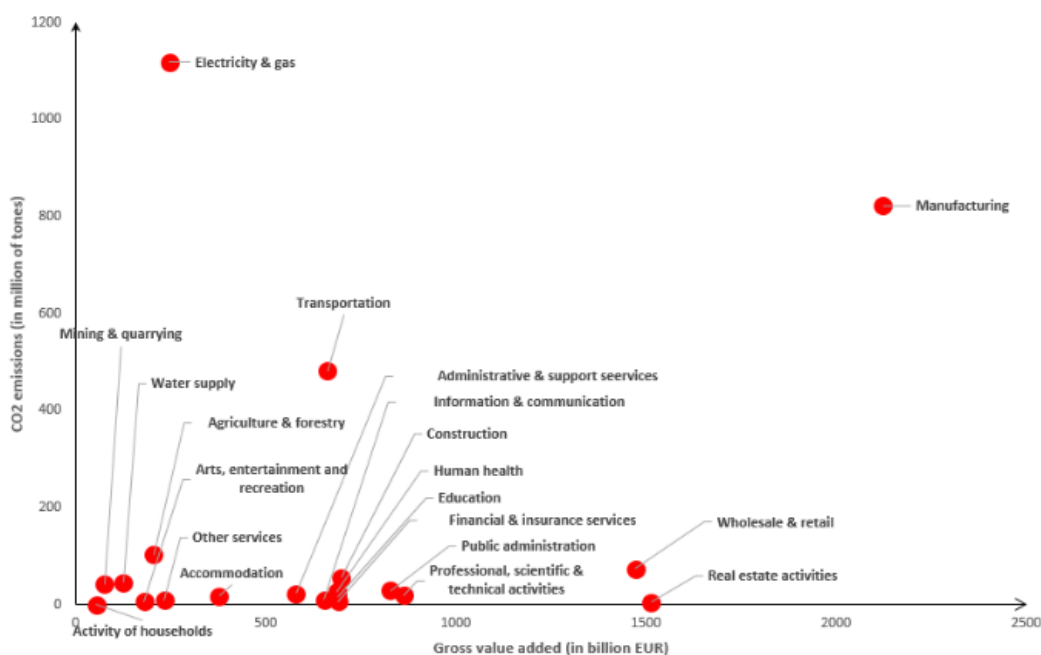 1200
Electricity & gas
1000
Manufacturing
800
CO2 emissions (in million of tones)
600
Transportation
Mining & quarrying
Water supply
Administrative & support seervices
400
Information & communication
Agriculture & forestry
Construction
Arts, entertainment and
recreation
Human health
Education
200
Financial & insurance services
Wholesale & retail
Other services
Public administration
Accommodation
Professional, scientific &
technical activities
Real estate activities
0
0
500
1000
1500
2000
2500
Activity of households
Gross value added (in billion EUR)